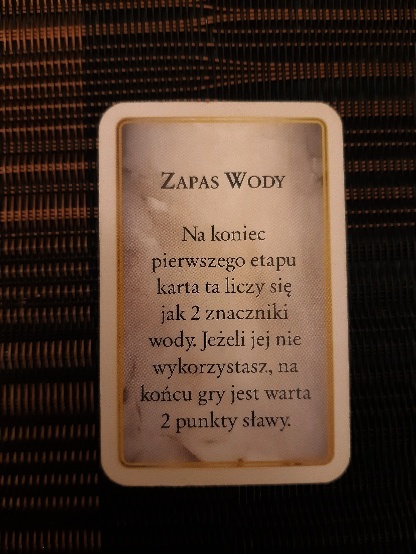 Zapas Wody
Na koniec
pierwszego etapu
karta ta liczy się
jak 2 znaczniki
wody. Jeżeli jej nie
wykorzystasz, na
końcu gry jest warta
2 punkty sławy.